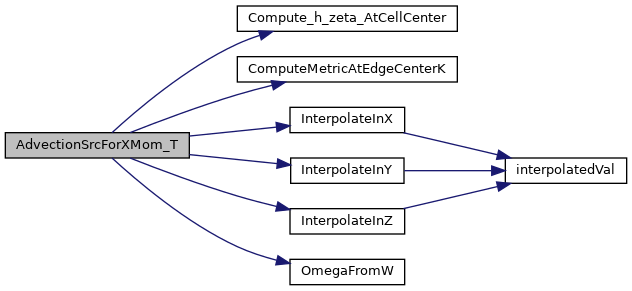 Compute_h_zeta_AtCellCenter
ComputeMetricAtEdgeCenterK
InterpolateInX
AdvectionSrcForXMom_T
InterpolateInY
interpolatedVal
InterpolateInZ
OmegaFromW